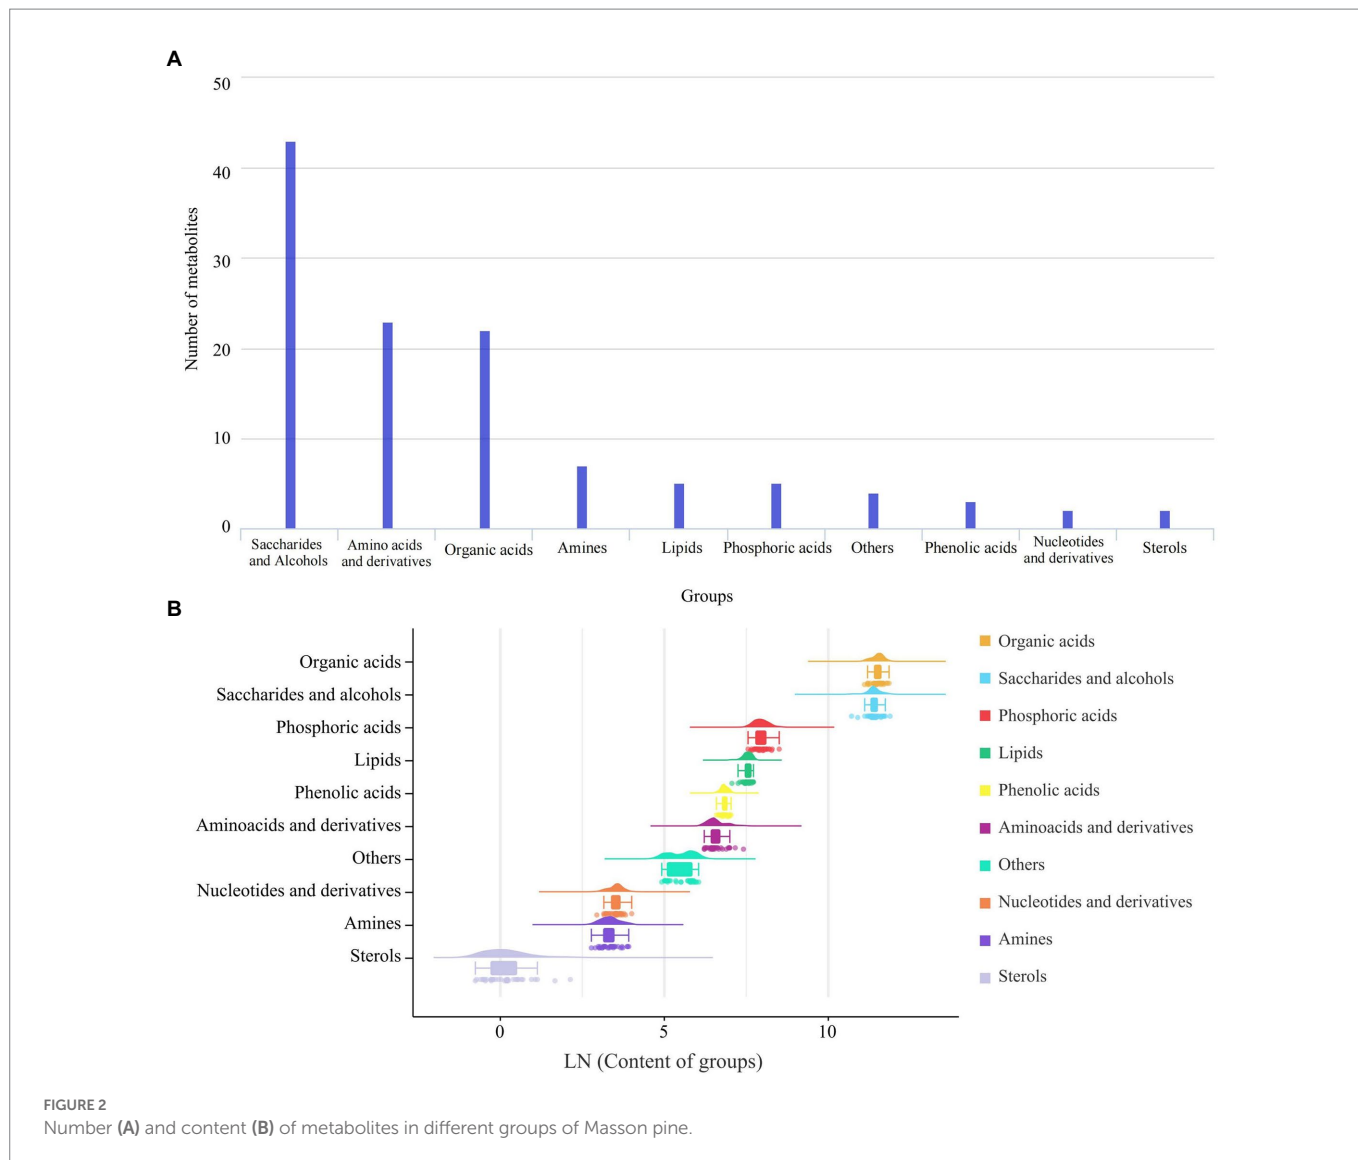 A
50
40
30
20
10
0
Number of metabolites
Saccharides
and Alcohols
Amino acids
and derivatives
Organic acids
Amines
Lipids
Phosphoric acids
Others
Phenolic acids
Nucleotides
and derivatives
Sterols
Groups
B
Organic acids
Saccharides and alcohols
Phosphoric acids
Lipids
Phenolic acids
Aminoacids and derivatives
Others
Nucleotides and derivatives
Amines
Sterols
0
5
10
LN (Content of groups)
Organic acids
Saccharides and alcohols
Phosphoric acids
Lipids
Phenolic acids
Aminoacids and derivatives
Others
Nucleotides and derivatives
Amines
Sterols
FIGURE 2
Number (A) and content (B) of metabolites in different groups of Masson pine.